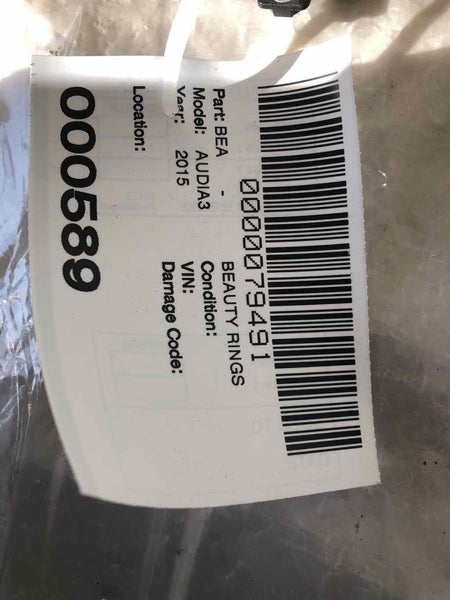 0000079491
Part: BEA - BEAUTY RINGS
Model: AUDIA3 Condition:
Year: 2015 VIN:
Damage Code:
Location:
000589